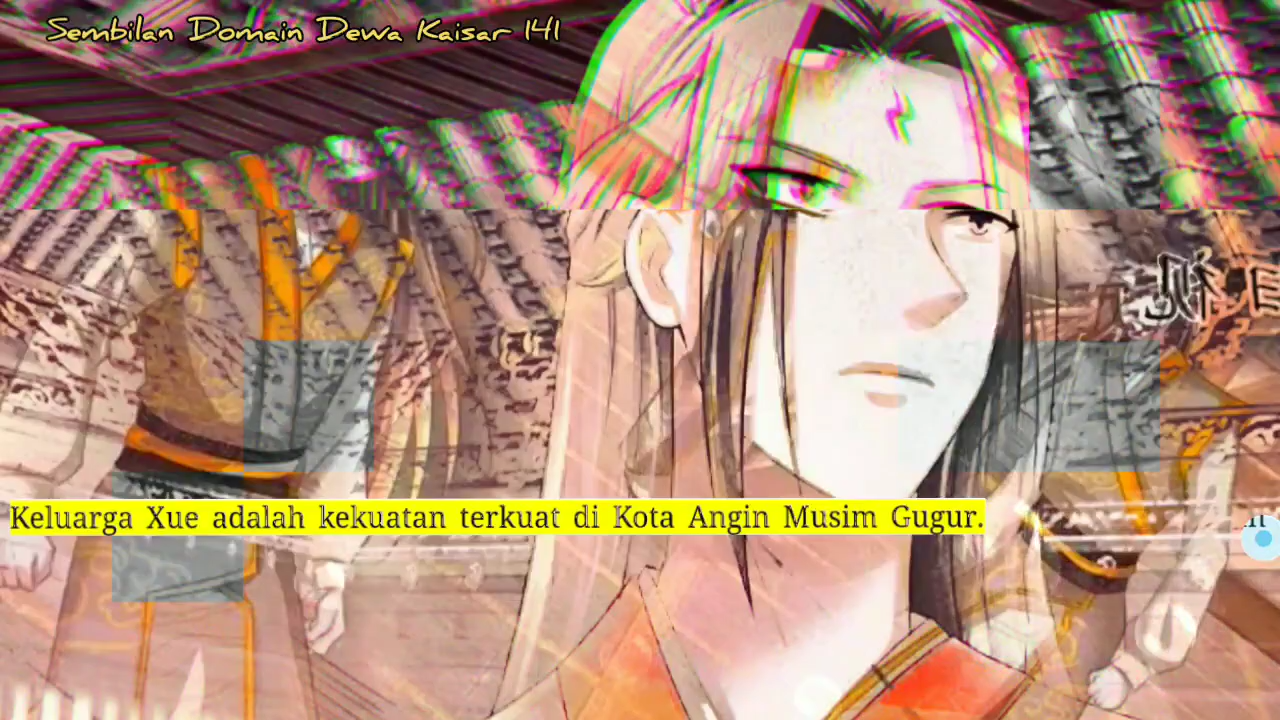 Sembilan Domain Dewa Kaisar 141
Keluarga Xue adalah kekuatan terkuat di Kota Angin Musim Gugur.